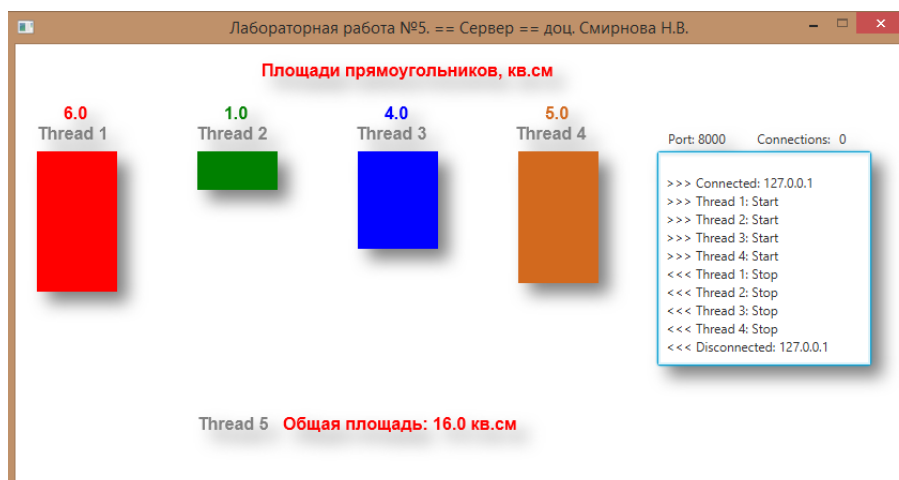 Лабораторная работа №5. == Сервер == доц. Смирнова Н.В.
Площади прямоугольников, кв.см
6.0 1.0 4.0 5.0
Thread 1 Thread 2 Thread 3 Thread 4
Port: 8000 Connections: 0
>>> Connected: 127.0.0.1
>>> Thread 1: Start
>>> Thread 2: Start
>>> Thread 3: Start
>>> Thread 4: Start
<<< Thread 1: Stop
<<< Thread 2: Stop
<<< Thread 3: Stop
<<< Thread 4: Stop
<<< Disconnected: 127.0.0.1
Thread 5 Общая площадь: 16.0 кв.см